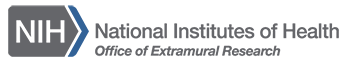 NIH National Institutes of Health
Office of Extramural Research